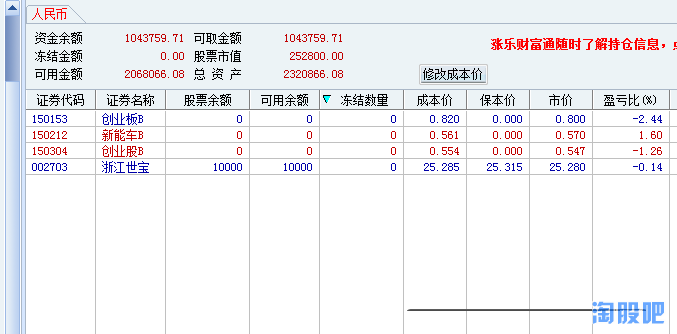 人民币
资金余额 1043759.71 可取金额 1043759.71
冻结金额 0.00 股票市值 252800.00
可用金额 2068066.08 总 资 产 2320866.08
涨乐财富通随时了解持仓信息，
修改成本价
证券代码 证券名称 股票余额 可用余额 冻结数量 成本价 保本价 市价 盈亏比(%)
150153 创业板B 0 0 0 0.820 0.000 0.800 -2.44
150212 新能车B 0 0 0 0.561 0.000 0.570 1.60
150304 创业股B 0 0 0 0.554 0.000 0.547 -1.26
002703 浙江世宝 10000 10000 0 25.285 25.315 25.280 -0.14
淘股吧